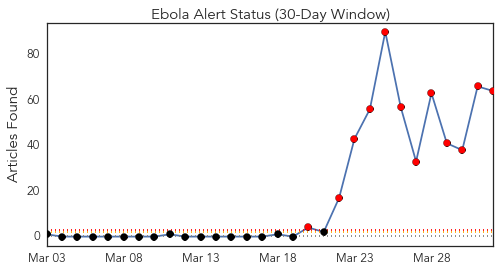 Ebola Alert Status (30-Day Window)
Articles Found
80
60
40
20
0
Mar 03 Mar 08 Mar 13 Mar 18 Mar 23 Mar 28